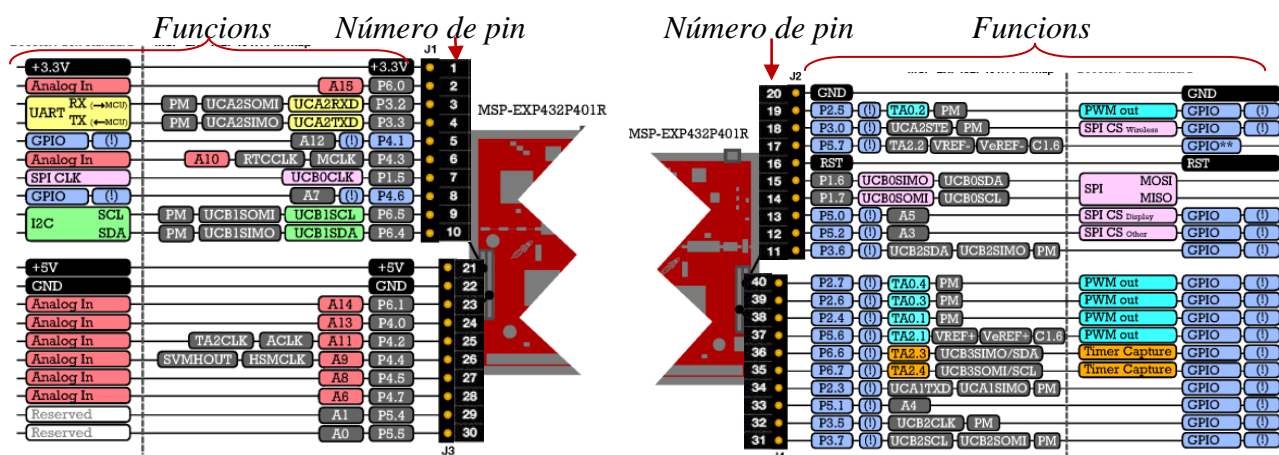 Funcions Número de pin Número de pin Funcions
J1
+3.3V +3.3V 1
Analog In A15 P6.0 2
UART RX (→MCU) PM UCA2SOMI UCA2RXD P3.2 3
TX (←MCU) PM UCA2SIMO UCA2TXD P3.3 4
GPIO (!) A12 (!) P4.1 5
Analog In A10 RTCCLK MCLK P4.3 6
SPI CLK UCB0CLK P1.5 7
GPIO (!) A7 (!) P4.6 8
I2C SCL PM UCB1SOMI UCB1SCL P6.5 9
SDA PM UCB1SIMO UCB1SDA P6.4 10
+5V +5V 21
GND GND 22
Analog In A14 P6.1 23
Analog In A13 P4.0 24
Analog In TA2CLK ACLK A11 P4.2 25
Analog In SVMHOUT HSMCLK A9 P4.4 26
Analog In A8 P4.5 27
Analog In A6 P4.7 28
Reserved A1 P5.4 29
Reserved A0 P5.5 30
J3
MSP-EXP432P401R
MSP-EXP432P401R
J2
20 GND GND
19 P2.5 (!) TA0.2 PM PWM out GPIO (!)
18 P3.0 (!) UCA2STE PM SPI CS Wireless GPIO (!)
17 P5.7 (!) TA2.2 VREF- VeREF- C1.6 GPIO**
16 RST RST
15 P1.6 UCB0SIMO UCB0SDA SPI MOSI
14 P1.7 UCB0SOMI UCB0SCL MISO
13 P5.0 (!) A5 SPI CS Display GPIO (!)
12 P5.2 (!) A3 SPI CS Other GPIO (!)
11 P3.6 (!) UCB2SDA UCB2SIMO PM GPIO (!)
40 P2.7 (!) TA0.4 PM PWM out GPIO (!)
39 P2.6 (!) TA0.3 PM PWM out GPIO (!)
38 P2.4 (!) TA0.1 PM PWM out GPIO (!)
37 P5.6 (!) TA2.1 VREF+ VeREF+ C1.6 PWM out GPIO (!)
36 P6.6 (!) TA2.3 UCB3SIMO/SDA Timer Capture GPIO (!)
35 P6.7 (!) TA2.4 UCB3SOMI/SCL Timer Capture GPIO (!)
34 P2.3 (!) UCA1TXD UCA1SIMO PM GPIO (!)
33 P5.1 (!) A4 GPIO (!)
32 P3.5 (!) UCB2CLK PM GPIO (!)
31 P3.7 (!) UCB2SCL UCB2SOMI PM GPIO (!)